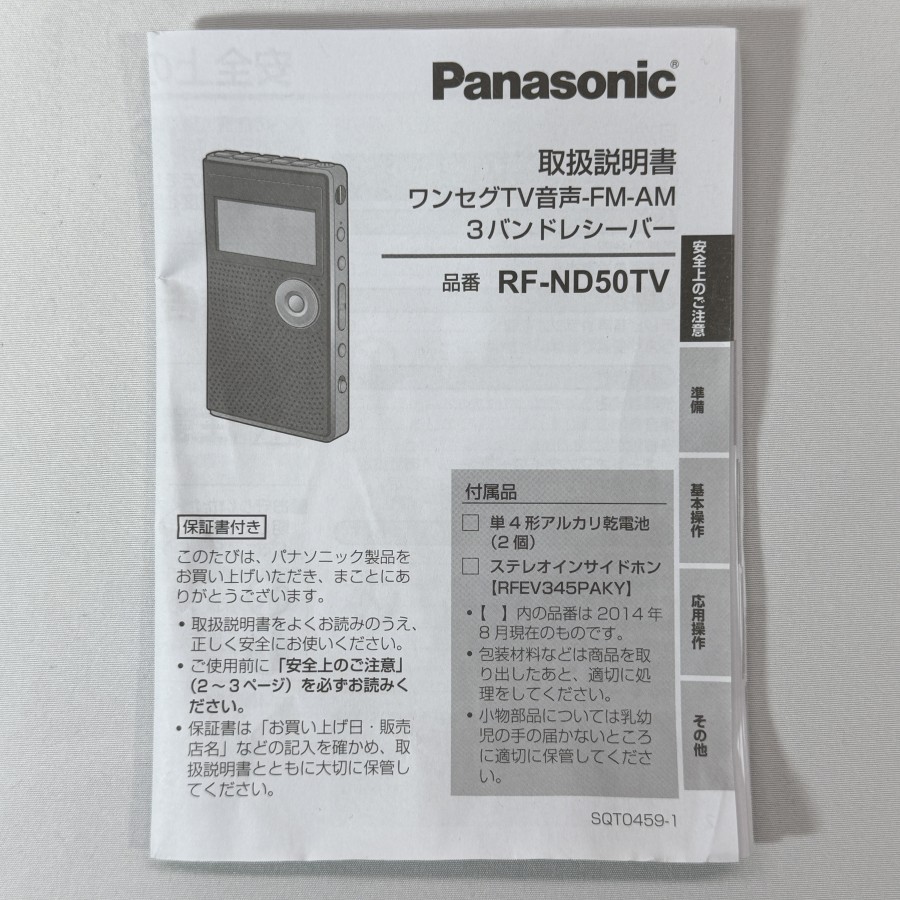 Panasonic®
取扱説明書
ワンセグTV音声-FM-AM
3バンドレシーバー
品番 RF-ND50TV
安全上のご注意
準備
基本操作
応用操作
その他
保証書付き
このたびは、パナソニック製品を
お買い上げいただき、まことにあ
りがとうございます。
• 取扱説明書をよくお読みのうえ、
正しく安全にお使いください。
• ご使用前に「安全上のご注意」
(2～3ページ)を必ずお読みく
ださい。
• 保証書は「お買い上げ日・販売
店名」などの記入を確かめ、取
扱説明書とともに大切に保管し
てください。
付属品
□ 単4形アルカリ乾電池
(2個)
□ ステレオインサイドホン
【RFEV345PAKY】
•【 】内の品番は2014年
8月現在のものです。
• 包装材料などは商品を取
り出したあと、適切に処
理をしてください。
• 小物部品については乳幼
児の手の届かないところ
に適切に保管してくださ
い。
SQT0459-1